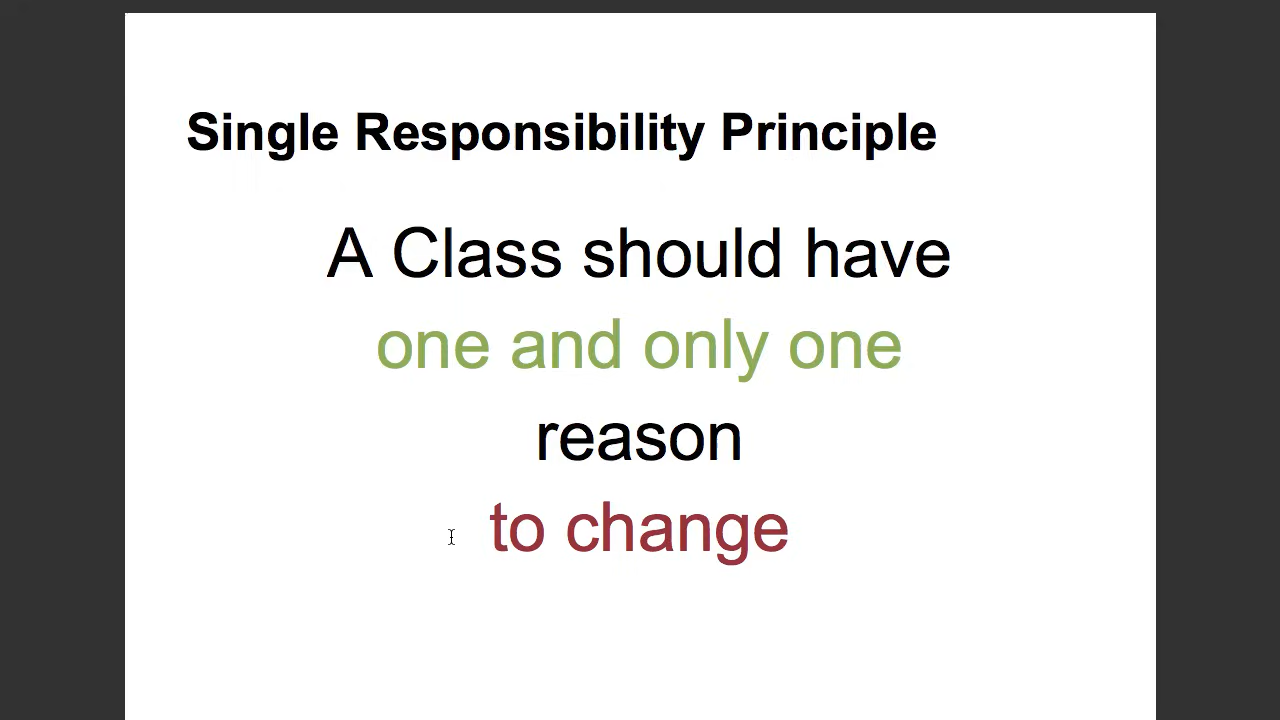 Single Responsibility Principle
A Class should have
one and only one
reason
to change